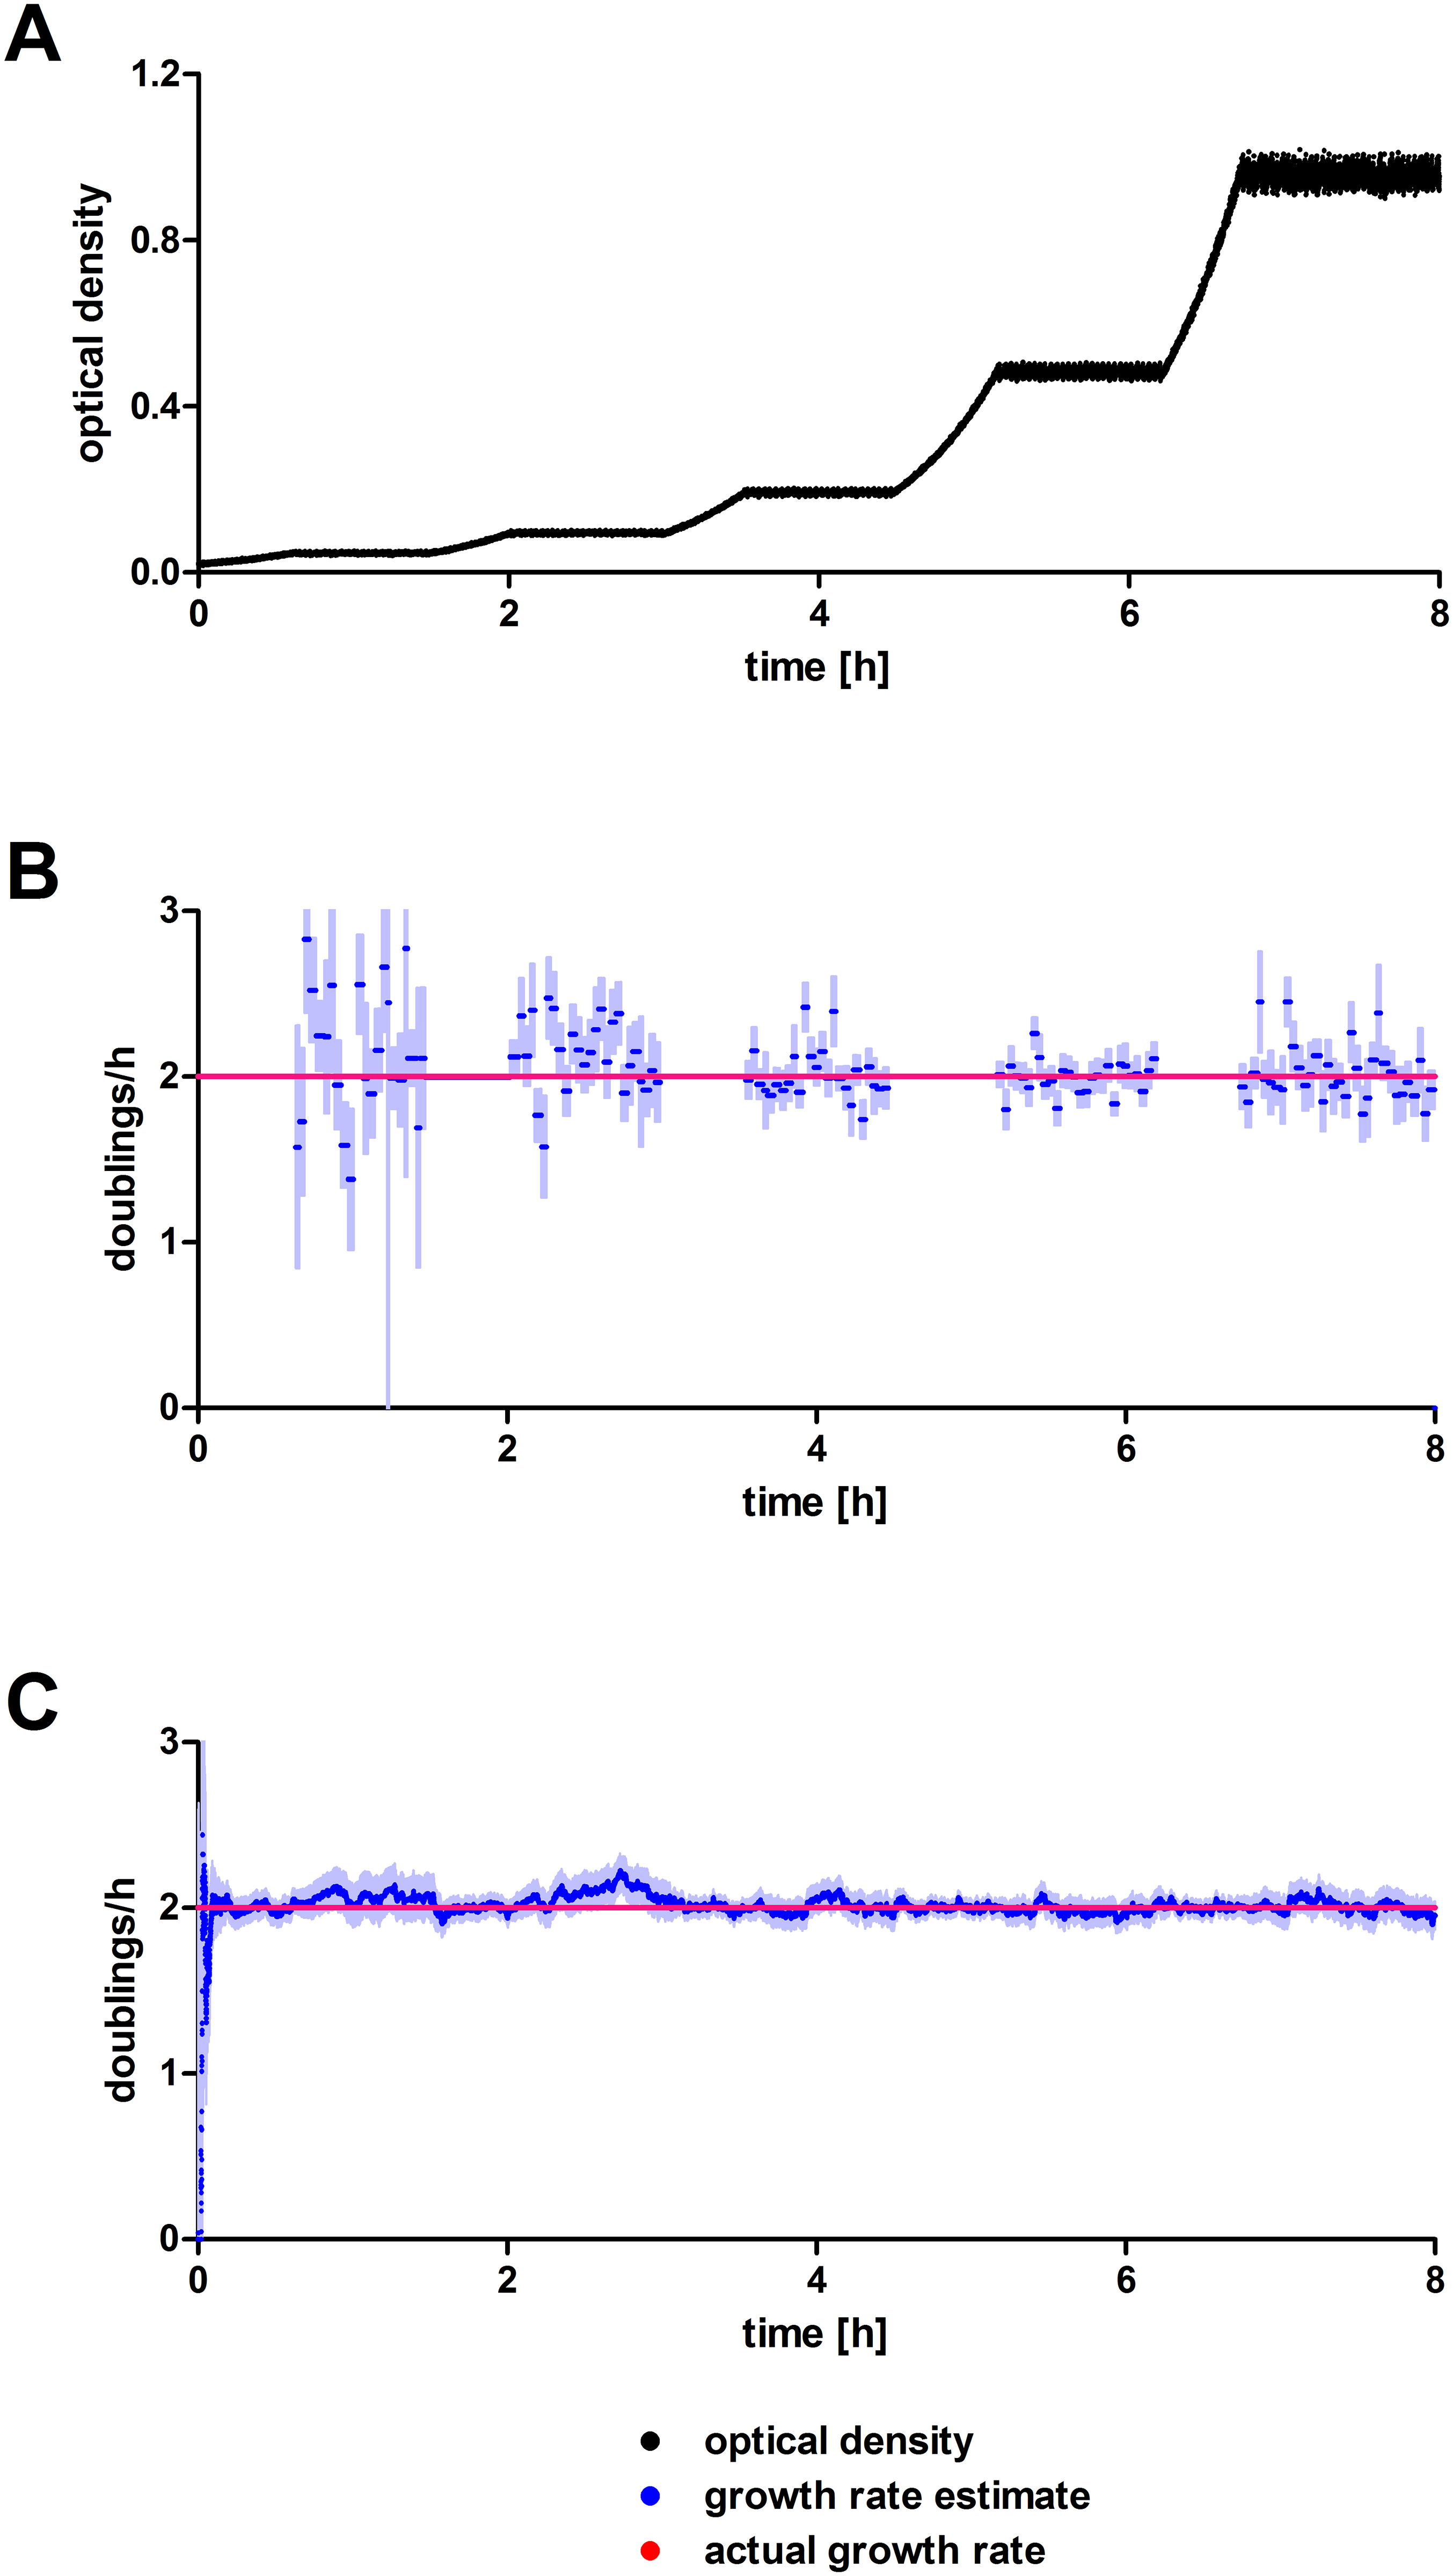 A
1.2
0.8
0.4
0.0
optical density
0 2 4 6 8
time [h]
B
3
2
1
0
doublings/h
0 2 4 6 8
time [h]
C
3
2
1
0
doublings/h
0 2 4 6 8
time [h]
optical density
growth rate estimate
actual growth rate